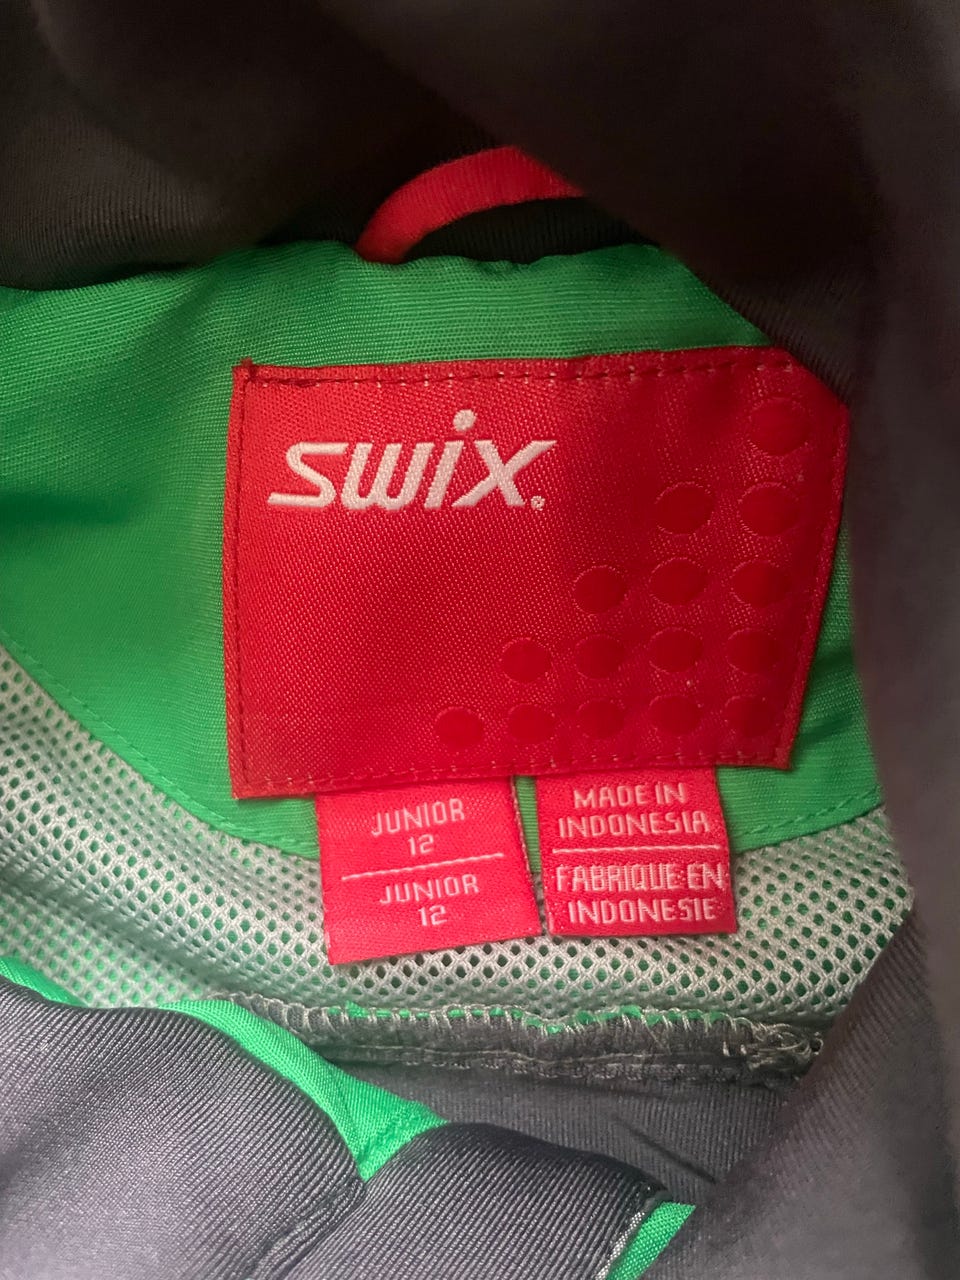 SWiX.
JUNIOR
12
JUNIOR
12
MADE IN
INDONESIA
FABRIQUE EN
INDONESIE